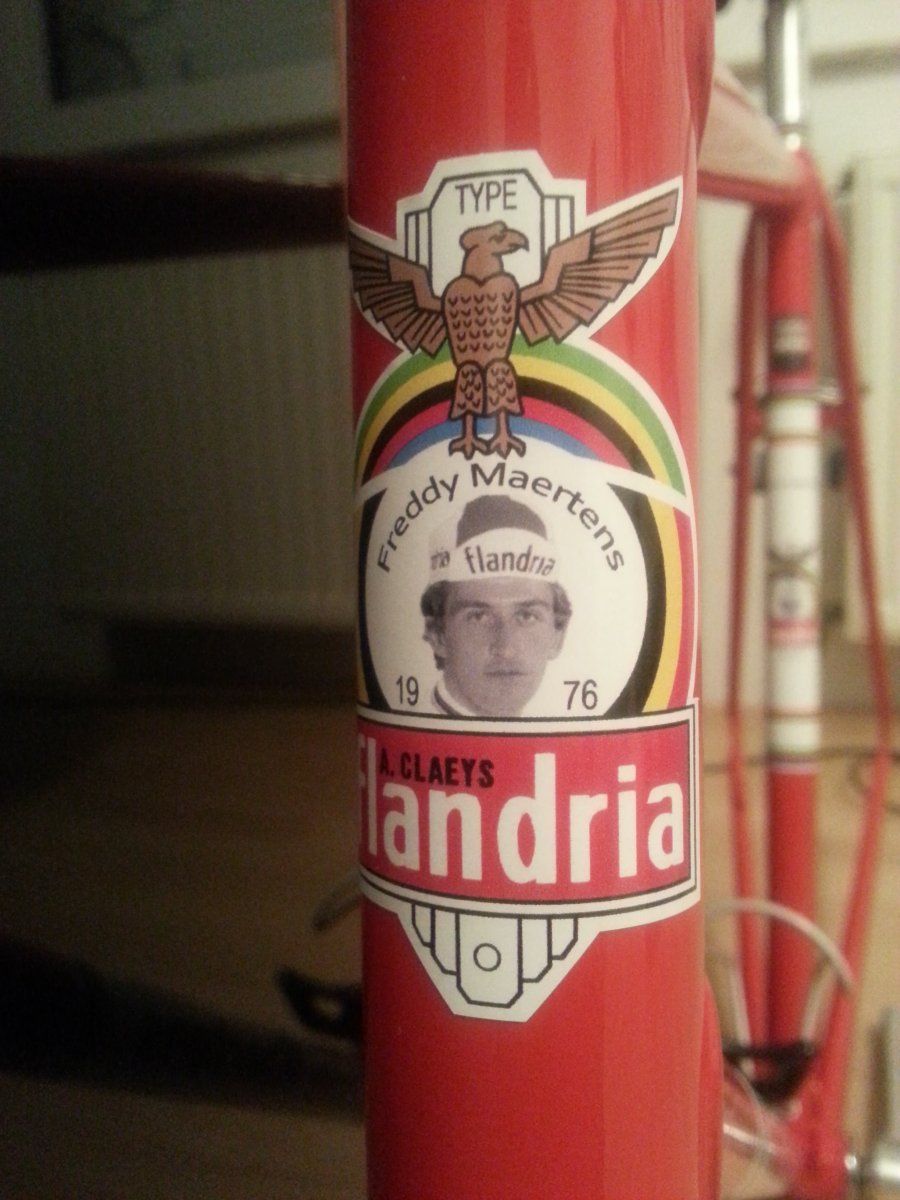 TYPE
Freddy Maertens
flandria
19 76
A. CLAEYS
flandria